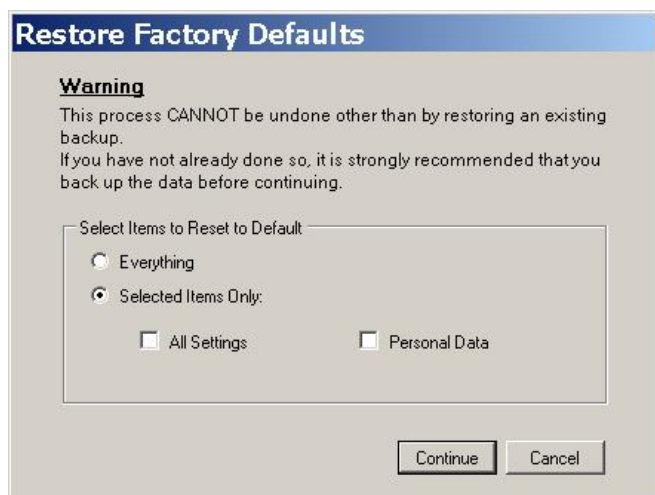 Restore Factory Defaults
Warning
This process CANNOT be undone other than by restoring an existing
backup.
If you have not already done so, it is strongly recommended that you
back up the data before continuing.
Select Items to Reset to Default
Everything
Selected Items Only:
All Settings Personal Data
Continue Cancel